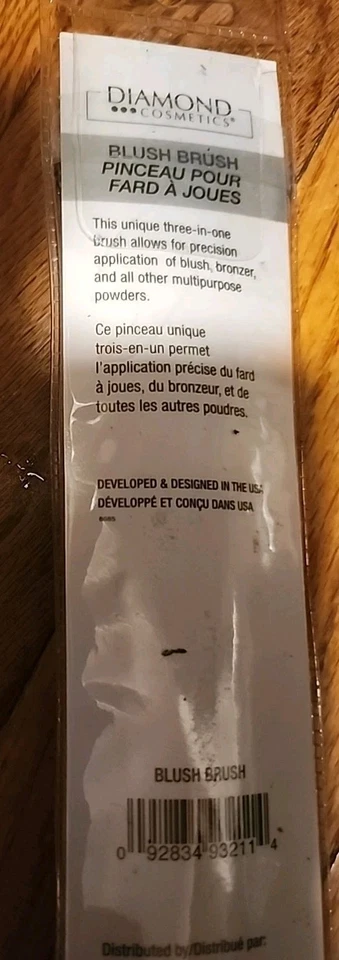 DIAMOND
COSMETICS®
BLUSH BRUSH
PINCEAU POUR
FARD À JOUES
This unique three-in-one
brush allows for precision
application of blush, bronzer,
and all other multipurpose
powders.
Ce pinceau unique
trois-en-un permet
l'application précise du fard
à joues, du bronzeur, et de
toutes les autres poudres.
DEVELOPED & DESIGNED IN THE USA
DÉVELOPPÉ ET CONÇU DANS USA
BLUSH BRUSH
0 92834 93211 4
Distributed by/Distribué par: